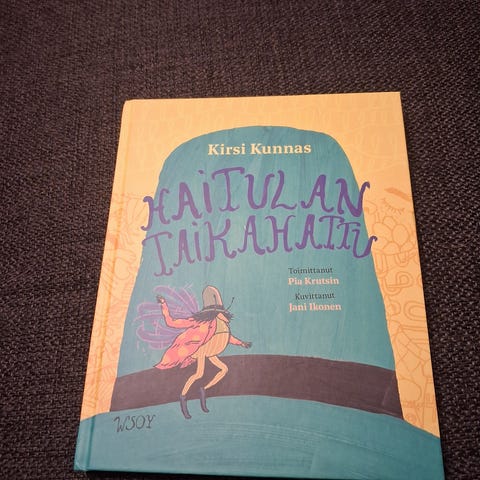 Kirsi Kunnas
HAITULAN
TAIKAHATTU
Toimittanut
Pia Krutsin
Kuvittanut
Jani Ikonen
WSOY